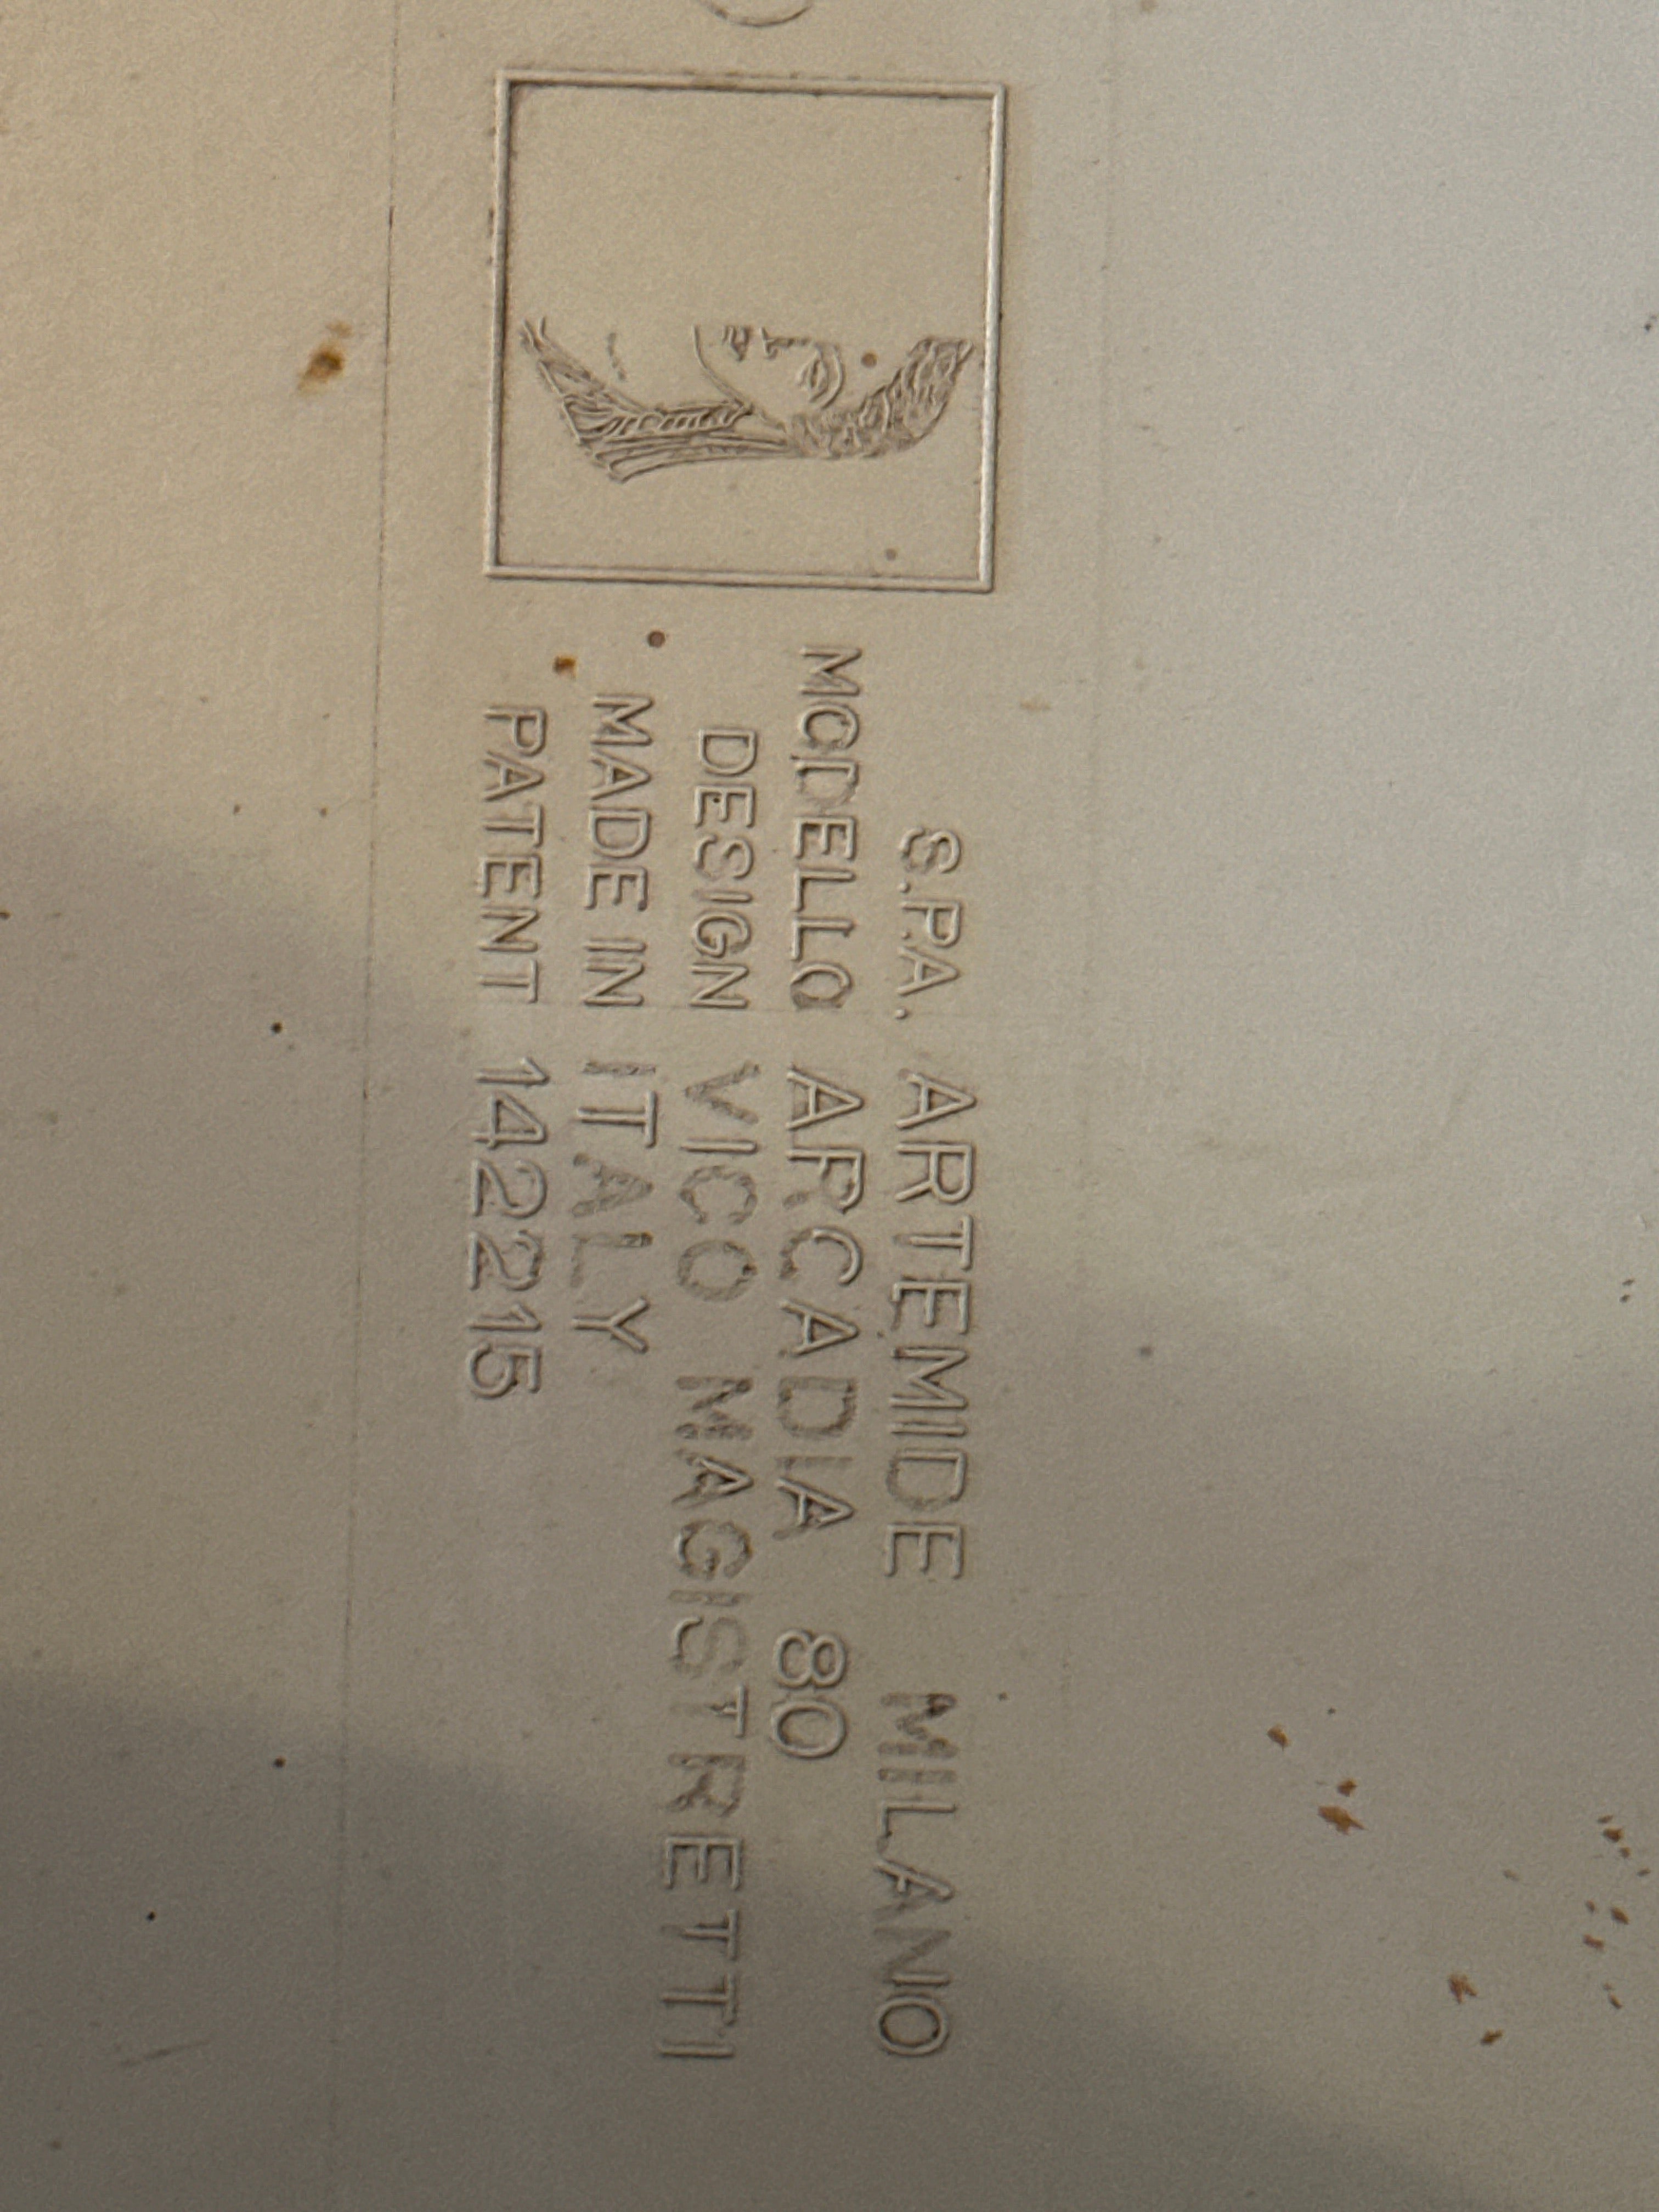 S.P.A. ARTEMIDE MILANO
MODELLO ARCADIA 80
DESIGN VICO MAGISTRETTI
MADE IN ITALY
PATENT 142215